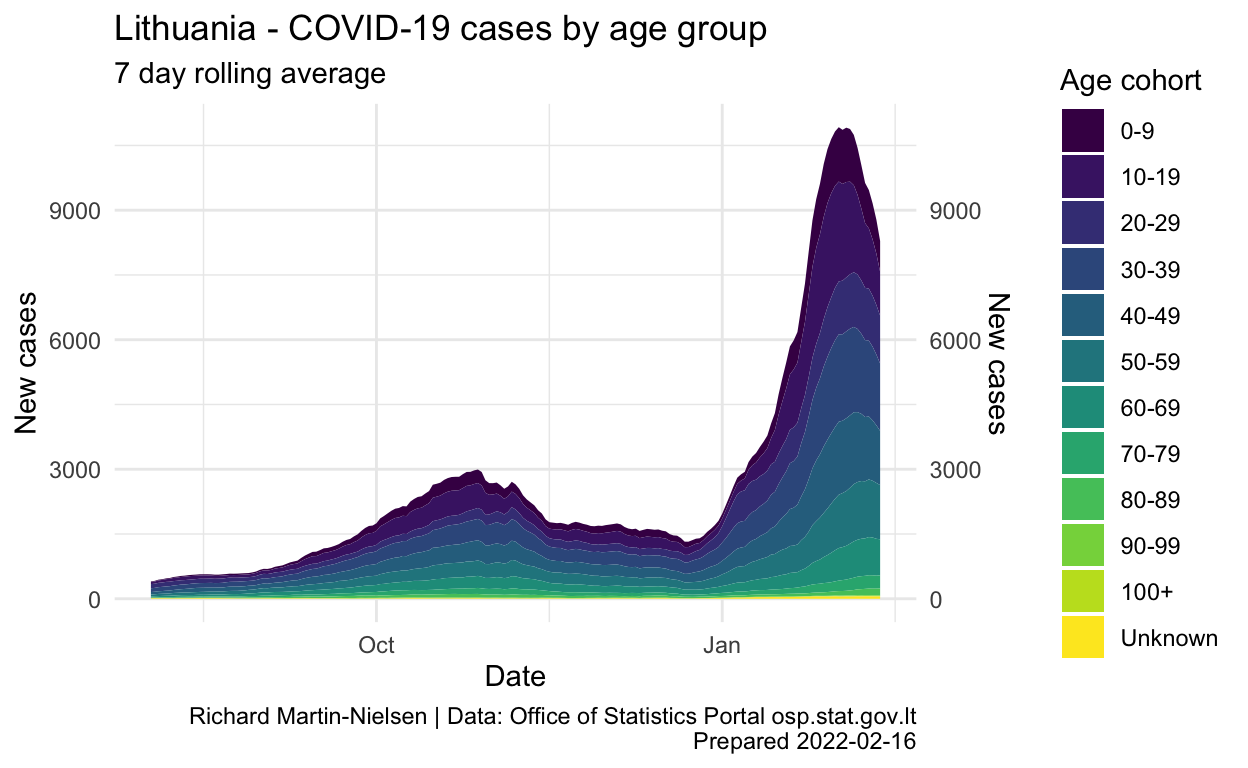 Lithuania - COVID-19 cases by age group
7 day rolling average
New cases
9000
6000
3000
0
9000
6000
3000
0
New cases
Oct
Jan
Date
Age cohort
0-9
10-19
20-29
30-39
40-49
50-59
60-69
70-79
80-89
90-99
100+
Unknown
Richard Martin-Nielsen | Data: Office of Statistics Portal osp.stat.gov.lt
Prepared 2022-02-16